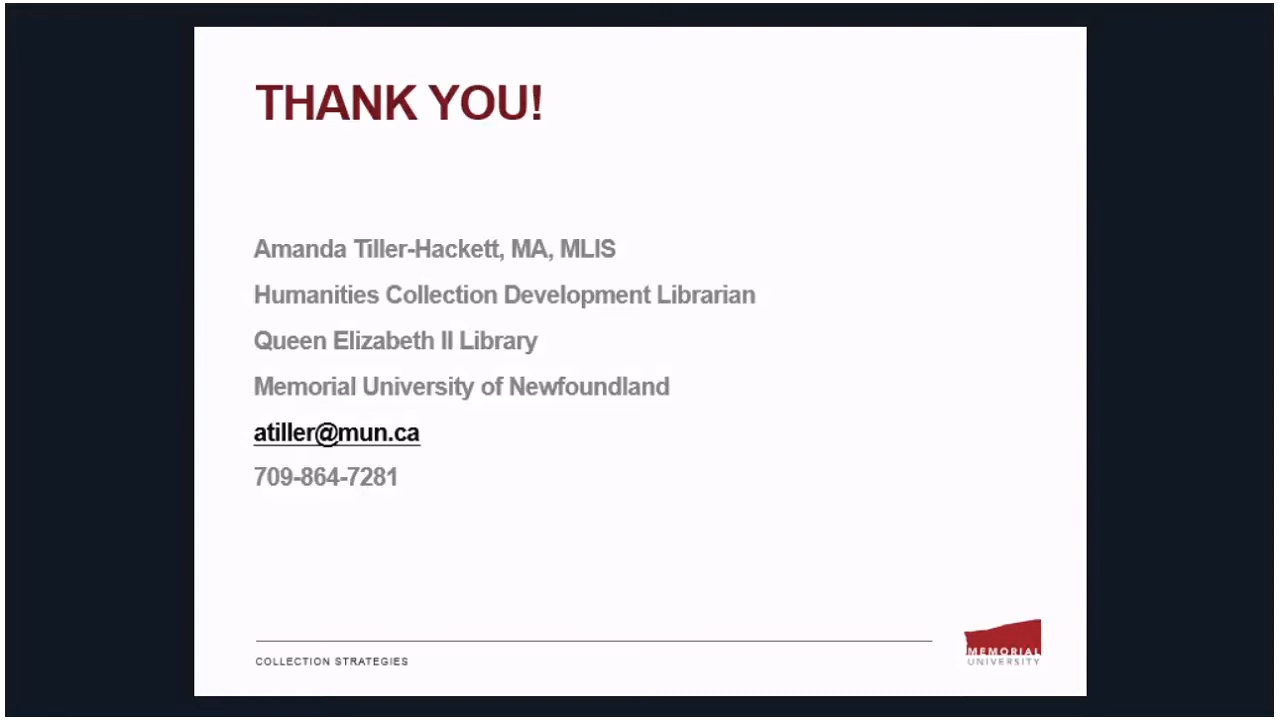 THANK YOU!
Amanda Tiller-Hackett, MA, MLIS
Humanities Collection Development Librarian
Queen Elizabeth II Library
Memorial University of Newfoundland
atiller@mun.ca
709-864-7281
COLLECTION STRATEGIES
MEMORIAL
UNIVERSITY